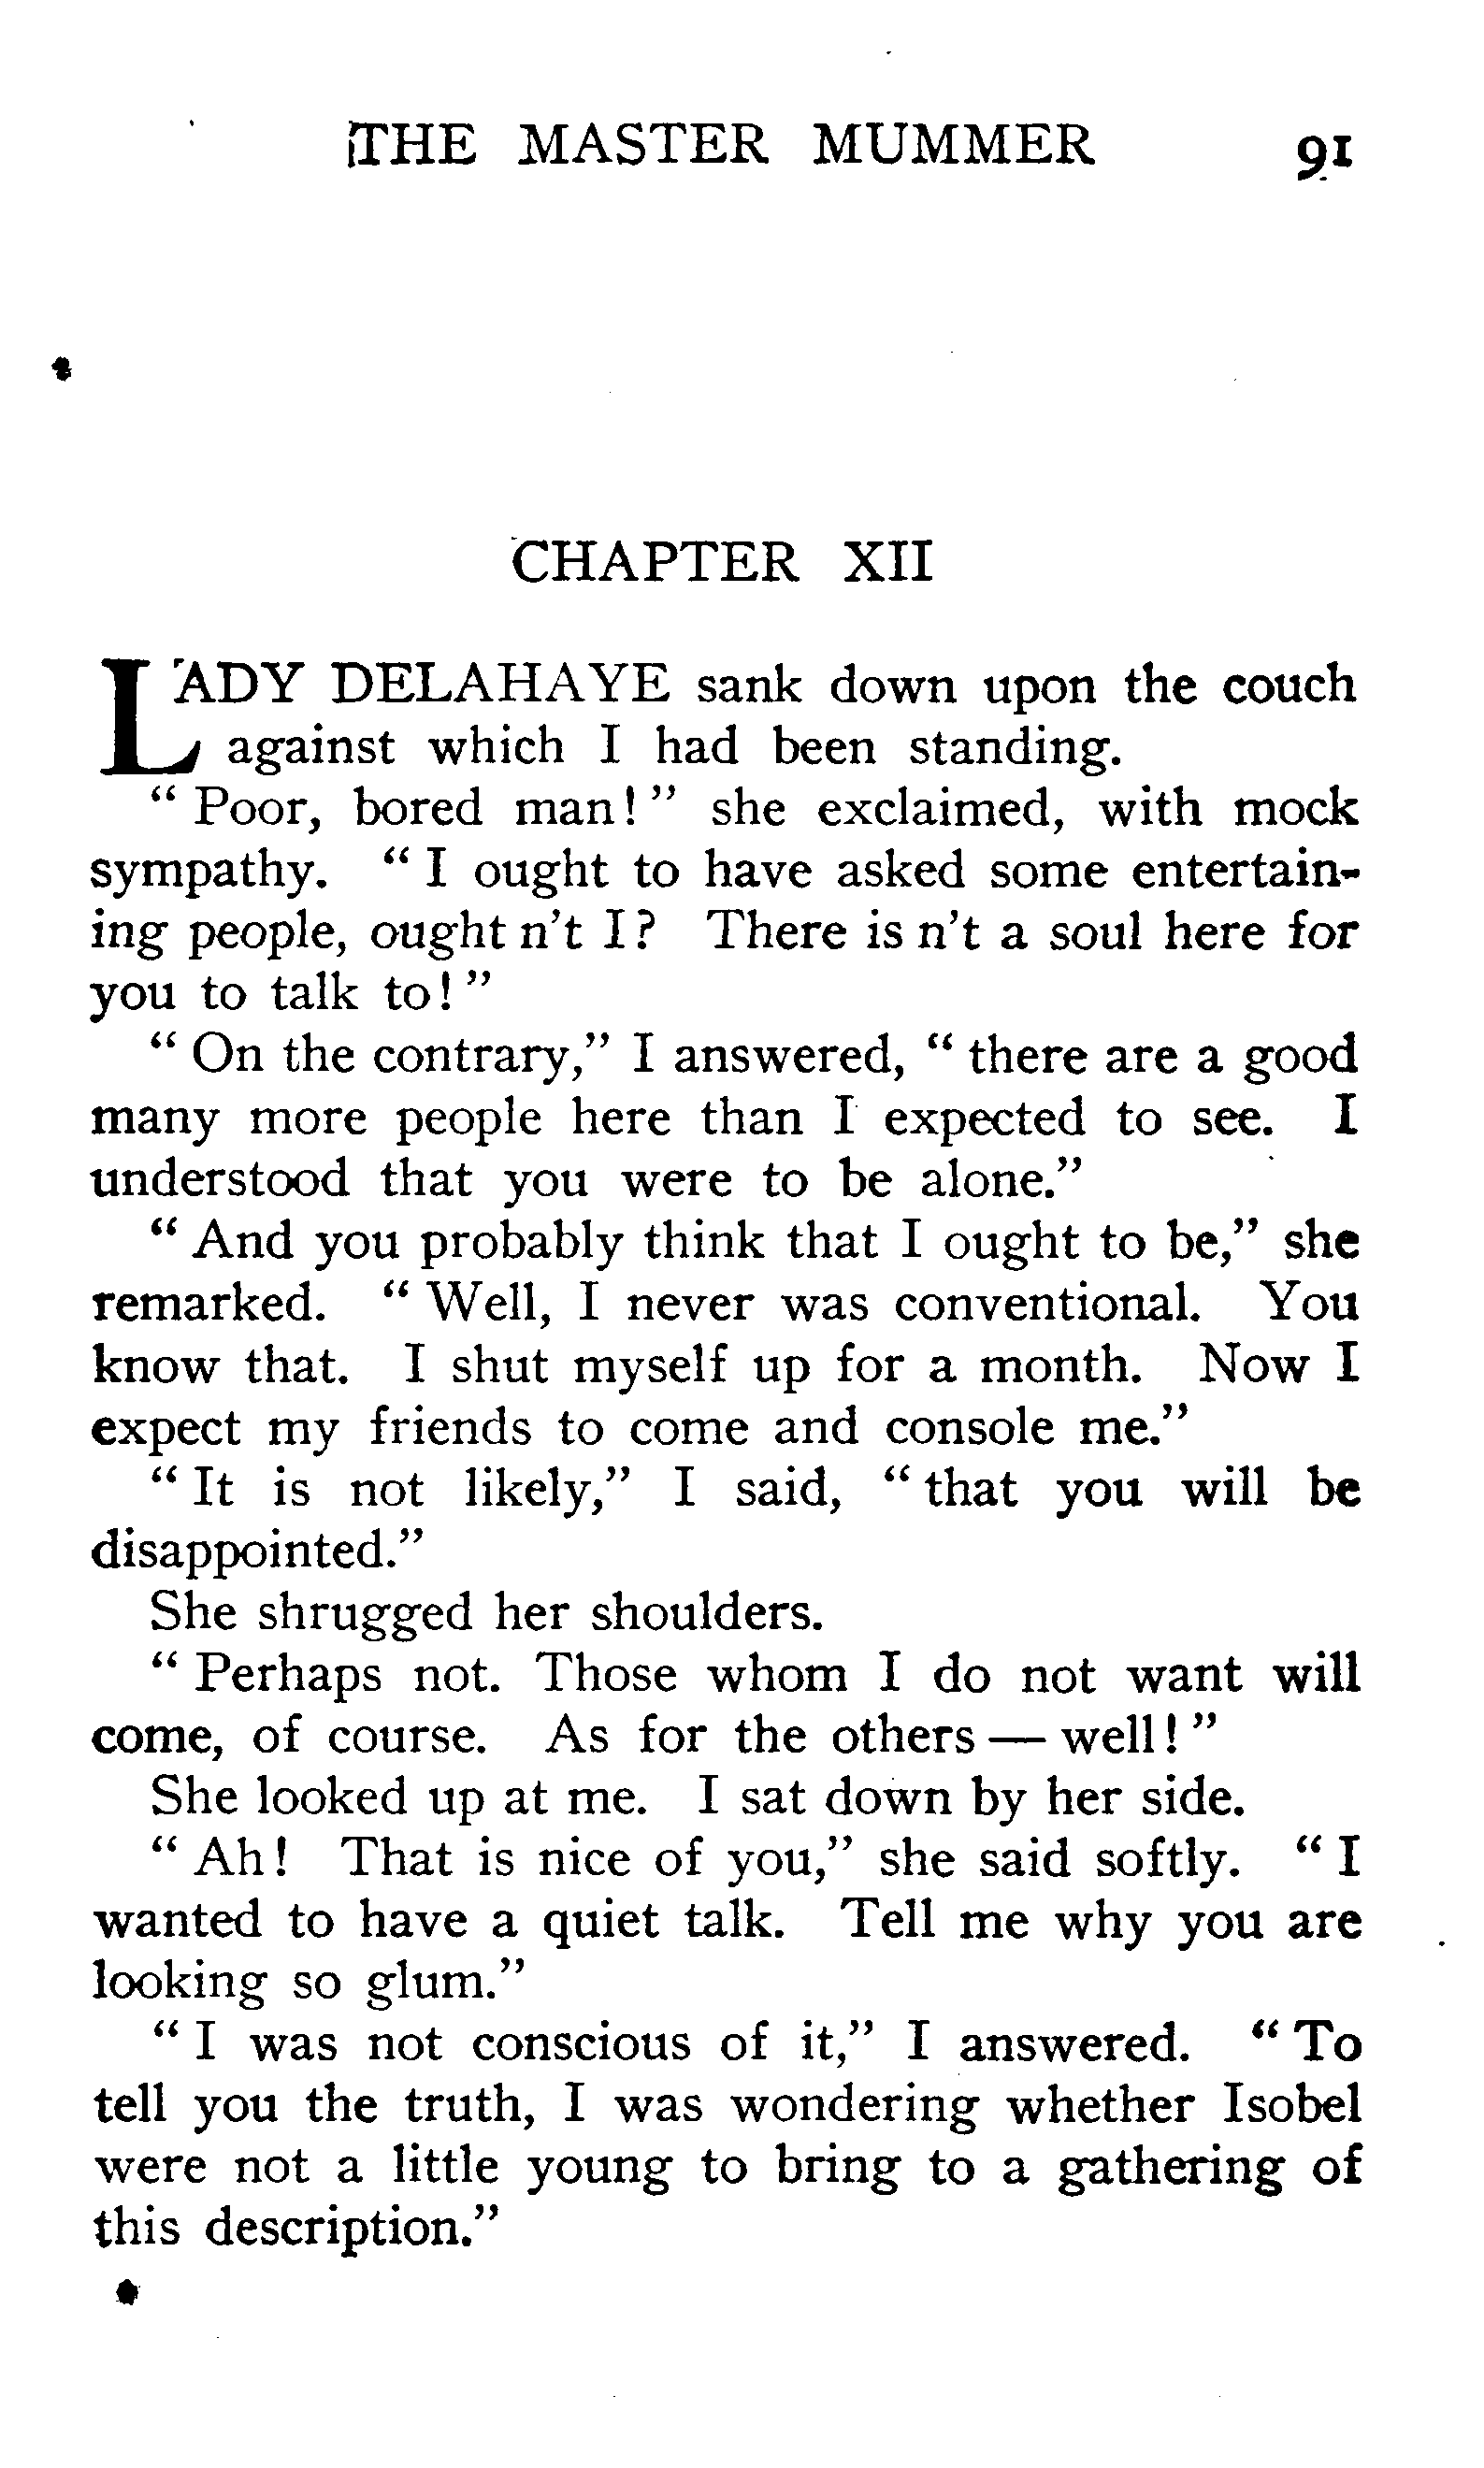 THE MASTER MUMMER 91
CHAPTER XII
LADY DELAHAYE sank down upon the couch
against which I had been standing.
“ Poor, bored man! ” she exclaimed, with mock
sympathy. “ I ought to have asked some entertain-
ing people, ought n’t I? There is n’t a soul here for
you to talk to! ”
“ On the contrary,” I answered, “ there are a good
many more people here than I expected to see. I
understood that you were to be alone.”
“ And you probably think that I ought to be,” she
remarked. “ Well, I never was conventional. You
know that. I shut myself up for a month. Now I
expect my friends to come and console me.”
“ It is not likely,” I said, “ that you will be
disappointed.”
She shrugged her shoulders.
“ Perhaps not. Those whom I do not want will
come, of course. As for the others — well! ”
She looked up at me. I sat down by her side.
“ Ah! That is nice of you,” she said softly. “ I
wanted to have a quiet talk. Tell me why you are
looking so glum.”
“ I was not conscious of it,” I answered. “ To
tell you the truth, I was wondering whether Isobel
were not a little young to bring to a gathering of
this description.”